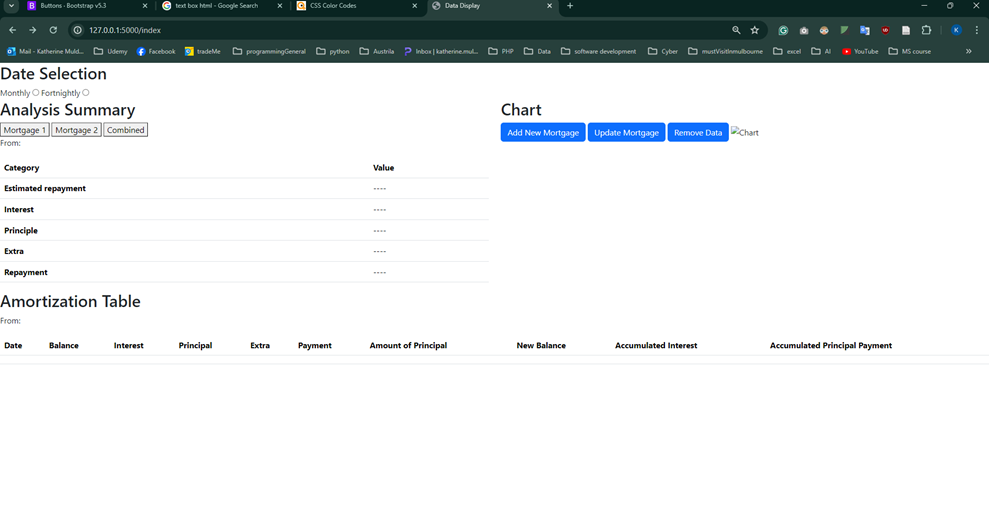 Buttons · Bootstrap v5.3
text box html - Google Search
CSS Color Codes
Data Display
127.0.0.1:5000/index
Mail - Katherine Muld...
Udemy
Facebook
tradeMe
programmingGeneral
python
Austrila
Inbox | katherine.mul...
PHP
Data
software development
Cyber
mustVisitInmulbourne
excel
AI
YouTube
MS course
K
Date Selection
Monthly Fortnightly
Analysis Summary
Mortgage 1 Mortgage 2 Combined
From:
Category Value
Estimated repayment ----
Interest ----
Principle ----
Extra ----
Repayment ----
Chart
Add New Mortgage Update Mortgage Remove Data Chart
Amortization Table
From:
Date Balance Interest Principal Extra Payment Amount of Principal New Balance Accumulated Interest Accumulated Principal Payment